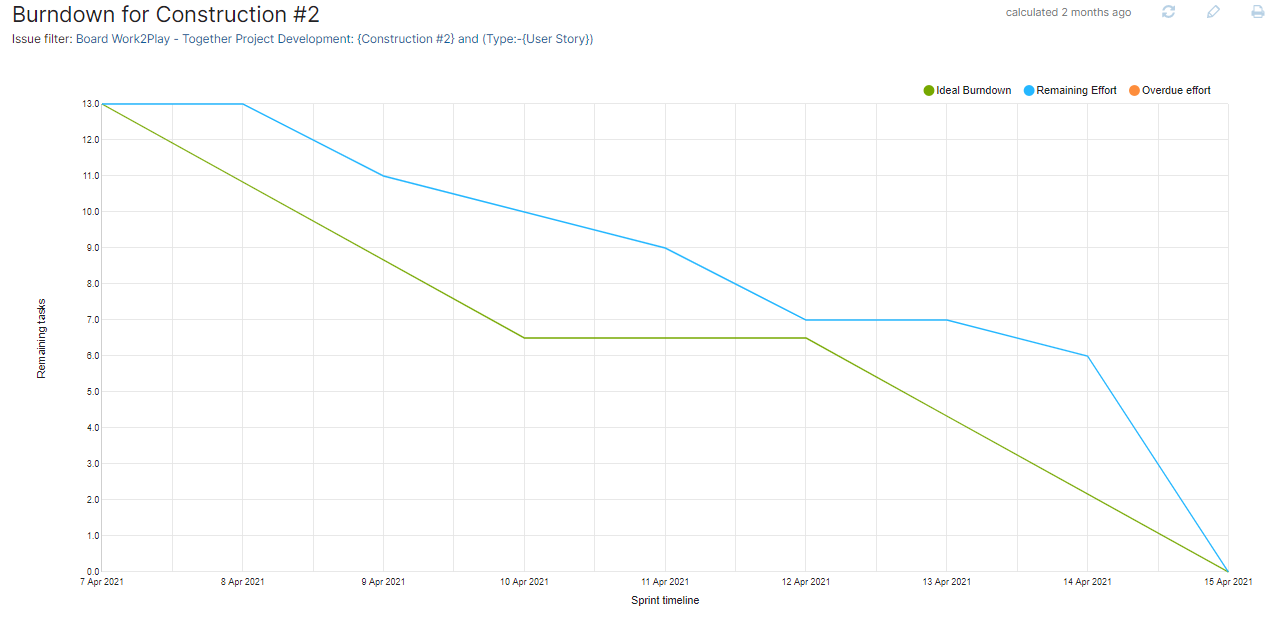 Burndown for Construction #2
calculated 2 months ago
Issue filter: Board Work2Play - Together Project Development: {Construction #2} and (Type:-{User Story})
Ideal Burndown Remaining Effort Overdue effort
13.0
12.0
11.0
10.0
9.0
8.0
7.0
6.0
5.0
4.0
3.0
2.0
1.0
0.0
Remaining tasks
7 Apr 2021 8 Apr 2021 9 Apr 2021 10 Apr 2021 11 Apr 2021 12 Apr 2021 13 Apr 2021 14 Apr 2021 15 Apr 2021
Sprint timeline